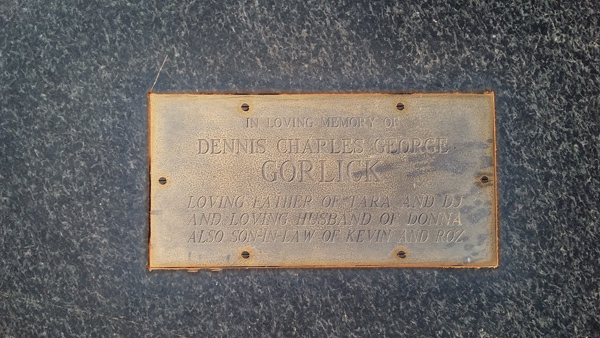 IN LOVING MEMORY OF
DENNIS CHARLES GEORGE
GORLICK
LOVING FATHER OF TARA AND DJ
AND LOVING HUSBAND OF DONNA
ALSO SON-IN-LAW OF KEVIN AND ROZ